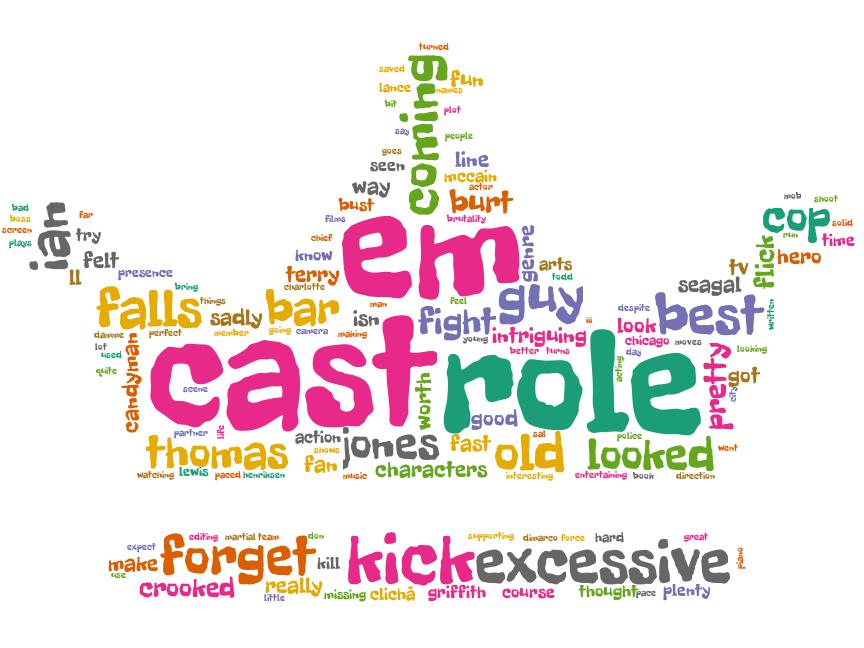 turned
saved
coming
fun
lance
names
bit
plot
say
people
goes
seen
line
mccain
way
actor
bust
burt
films
brutality
bad
boss
screen
plays
ian
far
try
felt
ll
presence
mob
shoot
cop
solid
run
time
flick
hero
tv
seagal
written
chief
know
terry
charlotte
em
genre
arts
todd
bring
falls
things
sadly
bar
man
isn
feel
fight
guy
iii
despite
look
best
damme
perfect
member
going
camera
making
young
intriguing
better
turns
chicago
moves
day
looking
lot
used
quite
candyman
scene
cast
worth
role
good
acting
pretty
got
city
partner
life
thomas
action
shows
fan
jones
fast
sal
old
police
looked
went
watching
lewis
paced
henriksen
music
characters
interesting
entertaining
book
direction
expect
editing
martial
team
don
supporting
dimarco
force
hard
great
make
forget
kill
kick
excessive
piano
use
crooked
really
little
missing
clichã
griffith
course
thought
pace
plenty